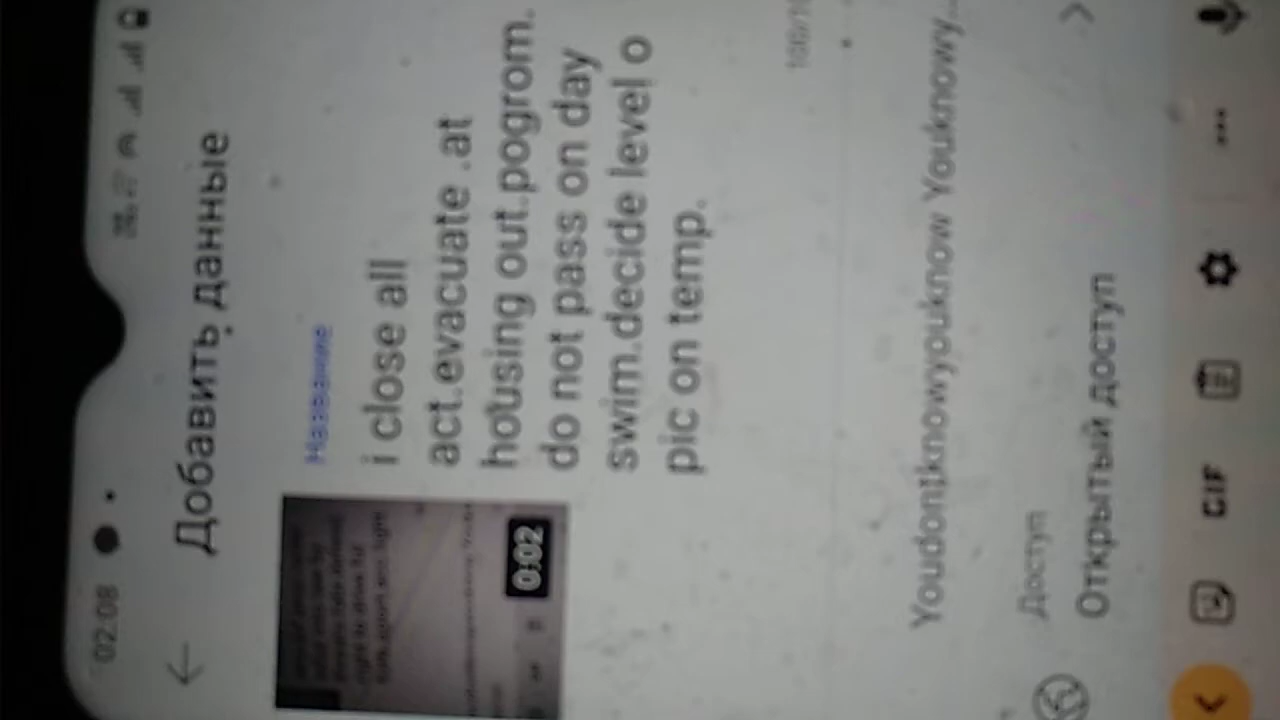 02:08
Добавить данные
Название
i close all
act.evacuate .at
housing out.pogrom.
do not pass on day
swim.decide level o
pic on temp.
0:02
Youdontknowyouknow Youknowy...
Доступ
Открытый доступ
GIF